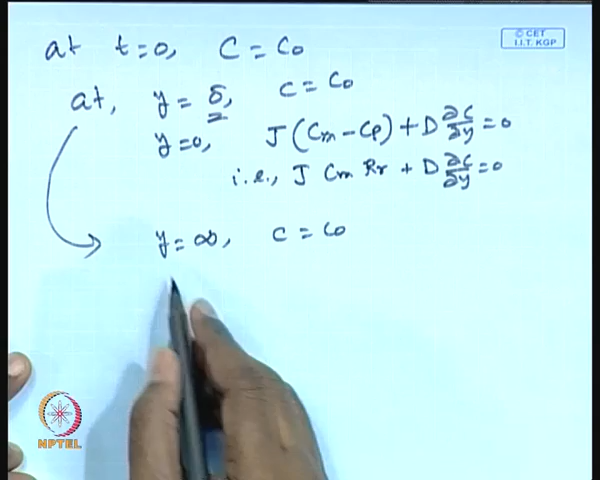 at t=0, C = C₀
© CET
I.I.T. KGP
at, y = δ, C = C₀
y=0, J (Cm – Cp) + D ∂C/∂y = 0
i.e., J Cm Rr + D ∂C/∂y = 0
y = ∞, C = C₀
NPTEL